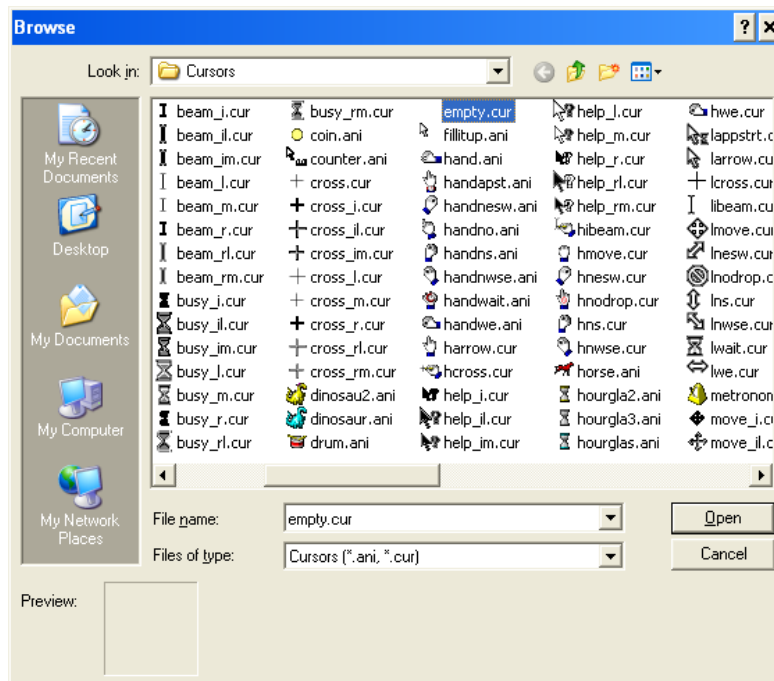 Browse
Look in:
Cursors
My Recent
Documents
Desktop
My Documents
My Computer
My Network
Places
beam_i.cur
beam_il.cur
beam_im.cur
beam_l.cur
beam_m.cur
beam_r.cur
beam_rl.cur
beam_rm.cur
busy_i.cur
busy_il.cur
busy_im.cur
busy_l.cur
busy_m.cur
busy_r.cur
busy_rl.cur
busy_rm.cur
coin.ani
counter.ani
cross.cur
cross_i.cur
cross_il.cur
cross_im.cur
cross_l.cur
cross_m.cur
cross_r.cur
cross_rl.cur
cross_rm.cur
dinosau2.ani
dinosaur.ani
drum.ani
empty.cur
fillitup.ani
hand.ani
handapst.ani
handnesw.ani
handno.ani
handns.ani
handnwse.ani
handwait.ani
handwe.ani
harrow.cur
hcross.cur
help_i.cur
help_il.cur
help_im.cur
help_l.cur
help_m.cur
help_r.cur
help_rl.cur
help_rm.cur
hibeam.cur
hmove.cur
hnesw.cur
hnodrop.cur
hns.cur
hnwse.cur
horse.ani
hourgla2.ani
hourgla3.ani
hourglas.ani
hwe.cur
lappstrt.c
larrow.cu
lcross.cur
libeam.cur
lmove.cur
lnesw.cur
lnodrop.c
lns.cur
lnwse.cur
lwait.cur
lwe.cur
metronon
move_i.cu
move_il.c
File name:
empty.cur
Open
Files of type:
Cursors (*.ani, *.cur)
Cancel
Preview: